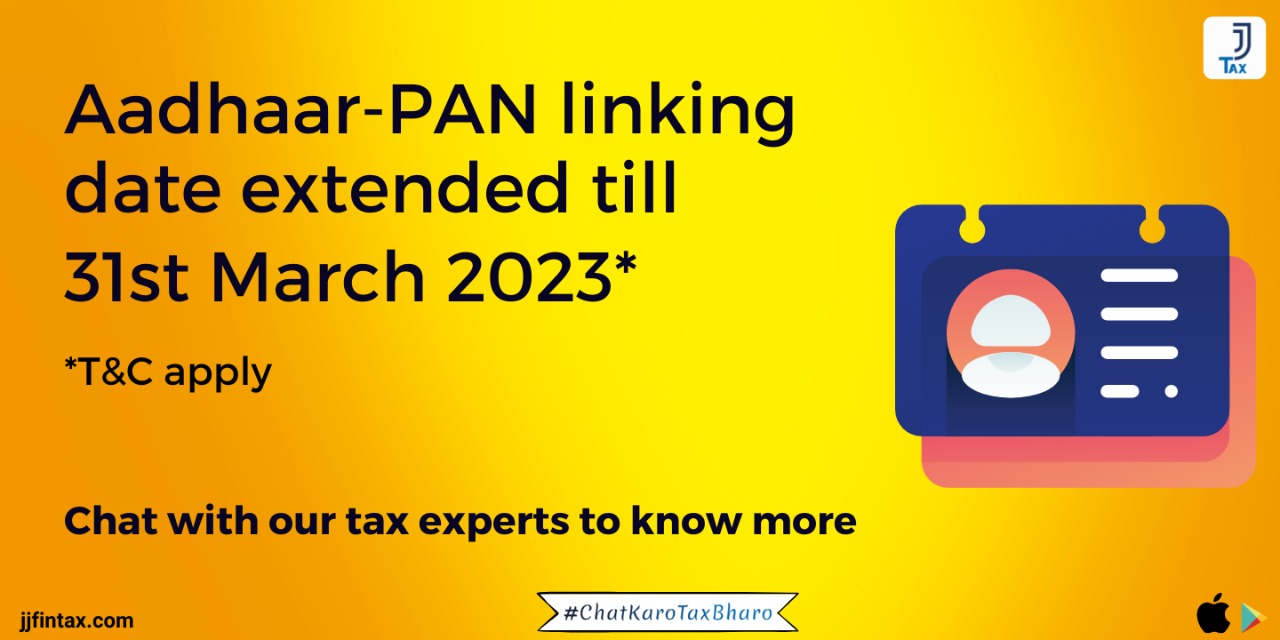 J
TAX
Aadhaar-PAN linking
date extended till
31st March 2023*
*T&C apply
Chat with our tax experts to know more
#ChatKaroTaxBharo
jjfintax.com